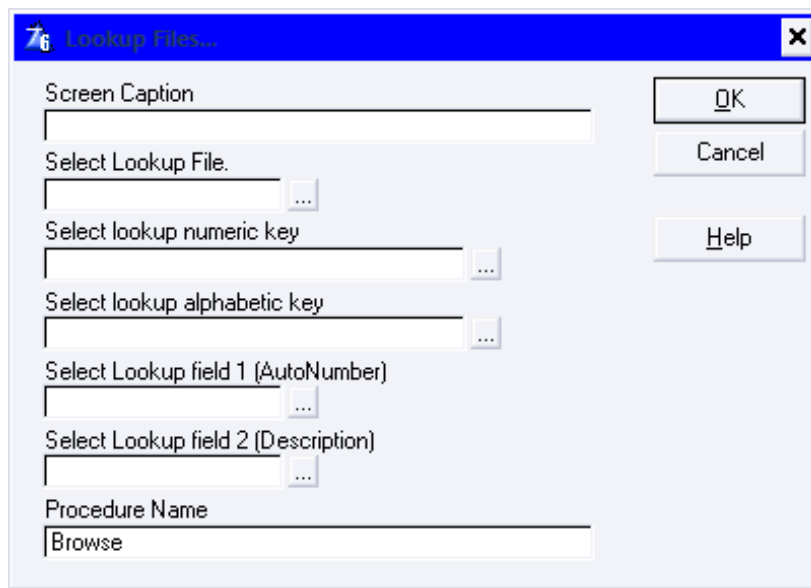 Lookup Files...
Screen Caption
OK
Cancel
Select Lookup File.
...
Select lookup numeric key
...
Help
Select lookup alphabetic key
...
Select Lookup field 1 (AutoNumber)
...
Select Lookup field 2 (Description)
...
Procedure Name
Browse